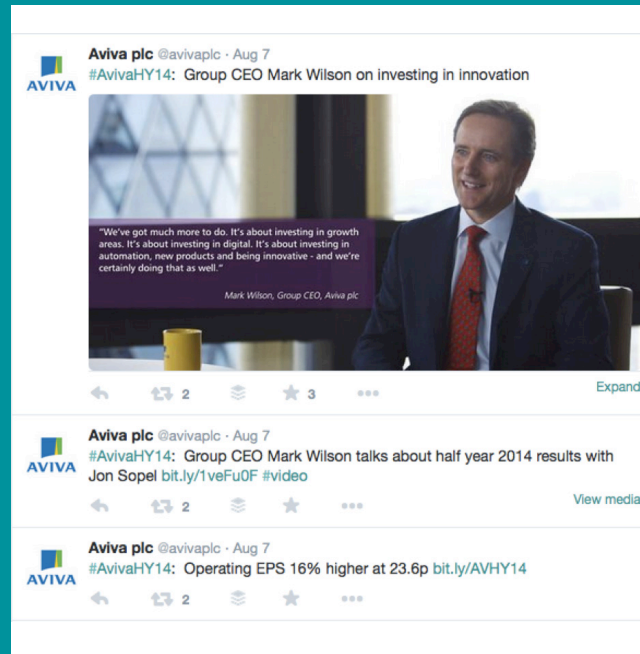 Aviva plc @avivaplc · Aug 7
#AvivaHY14: Group CEO Mark Wilson on investing in innovation
AVIVA
"We've got much more to do. It's about investing in growth
areas. It's about investing in digital. It's about investing in
automation, new products and being innovative - and we're
certainly doing that as well."
Mark Wilson, Group CEO, Aviva plc
2 3 Expand
Aviva plc @avivaplc · Aug 7
#AvivaHY14: Group CEO Mark Wilson talks about half year 2014 results with
AVIVA
Jon Sopel bit.ly/1veFu0F #video
2 View media
Aviva plc @avivaplc · Aug 7
#AvivaHY14: Operating EPS 16% higher at 23.6p bit.ly/AVHY14
AVIVA
2